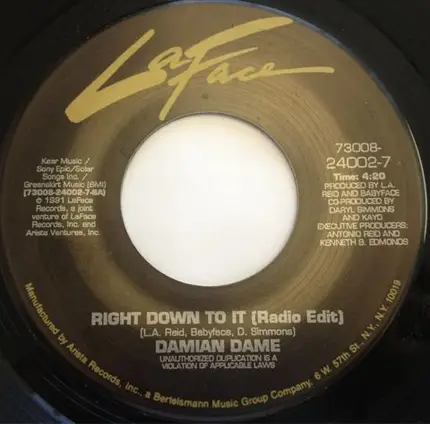 LaFace
73008-
24002-7
Time: 4:20
PRODUCED BY L.A.
REID AND BABYFACE
CO-PRODUCED BY
DARYL SIMMONS
AND KAYO
EXECUTIVE PRODUCERS:
ANTONIO REID AND
KENNETH B. EDMONDS
Kear Music /
Sony Epic/Solar
Songs Inc. /
Greenskirt Music (BMI)
[73008-24002-7-BA]
℗ 1991 LaFace
Records, a joint
venture of LaFace
Records, Inc. and
Arista Ventures, Inc.
RIGHT DOWN TO IT (Radio Edit)
(L.A. Reid, Babyface, D. Simmons)
DAMIAN DAME
UNAUTHORIZED DUPLICATION IS A
VIOLATION OF APPLICABLE LAWS
Manufactured by Arista Records, Inc., a Bertelsmann Music Group Company, 6 W. 57th St., N.Y., N.Y. 10019